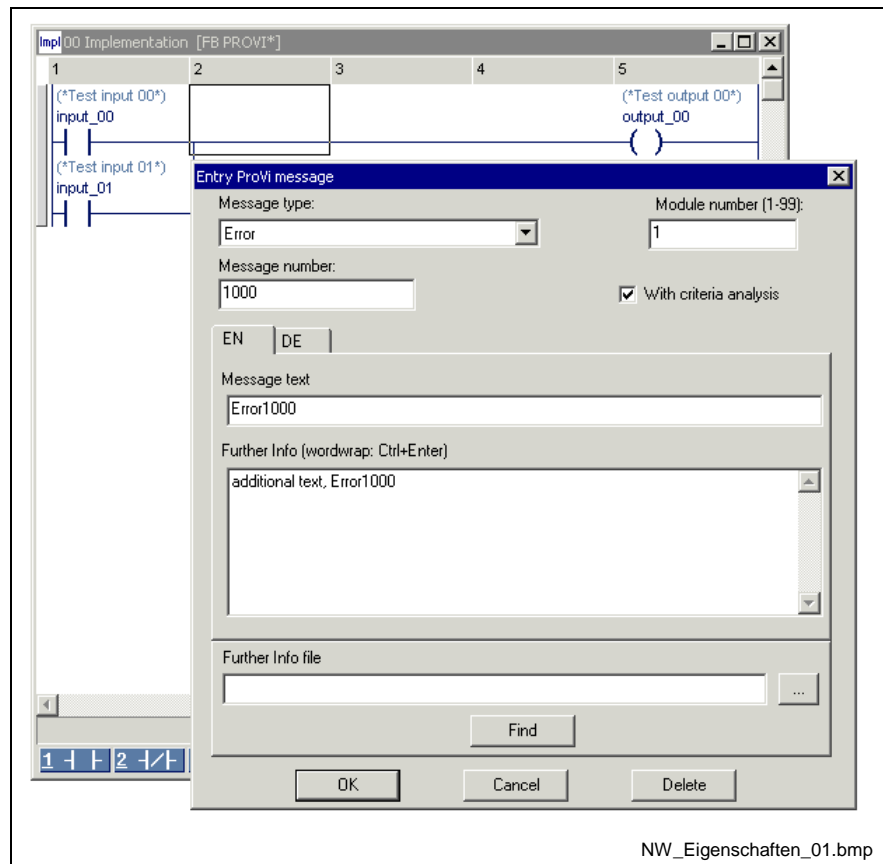 Impl 00 Implementation [FB PROVI*]
1 2 3 4 5
(*Test input 00*) (*Test output 00*)
input_00 output_00
(*Test input 01*)
input_01
Entry ProVi message
Message type: Module number (1-99):
Error 1
Message number:
1000 With criteria analysis
EN DE
Message text
Error1000
Further Info (wordwrap: Ctrl+Enter)
additional text, Error1000
Further Info file
...
Find
1 2
OK Cancel Delete
NW_Eigenschaften_01.bmp